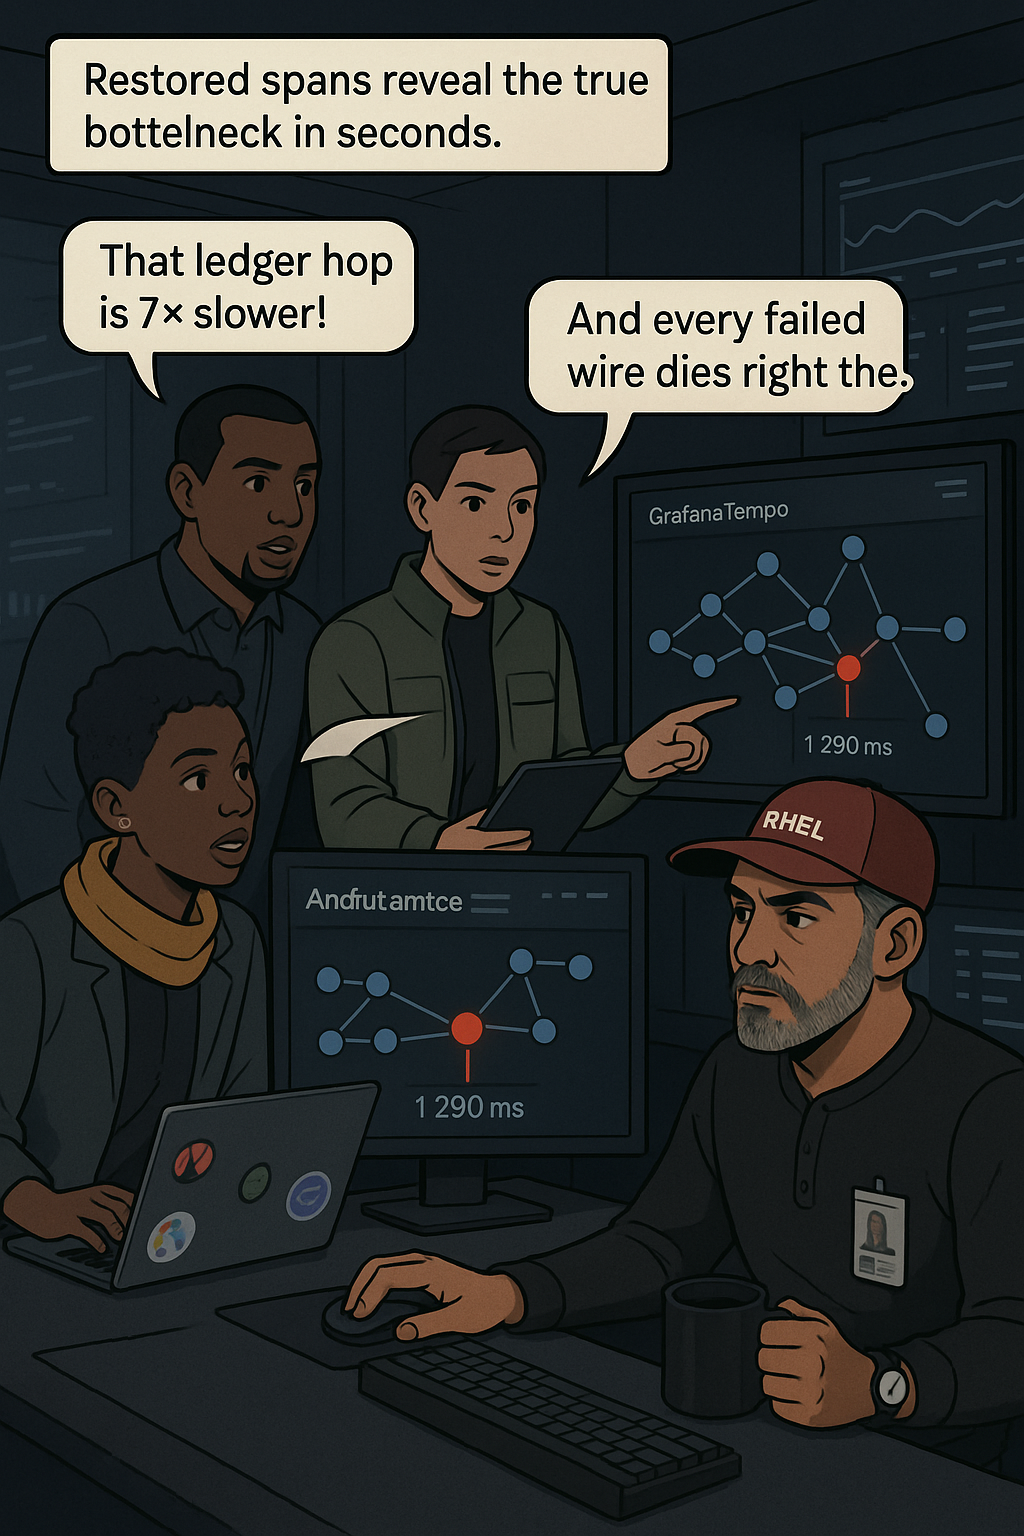 Restored spans reveal the true
bottelneck in seconds.
That ledger hop
is 7× slower!
And every failed
wire dies right the.
GrafanaTempo
1 290 ms
RHEL
Andfrut amtce
1 290 ms